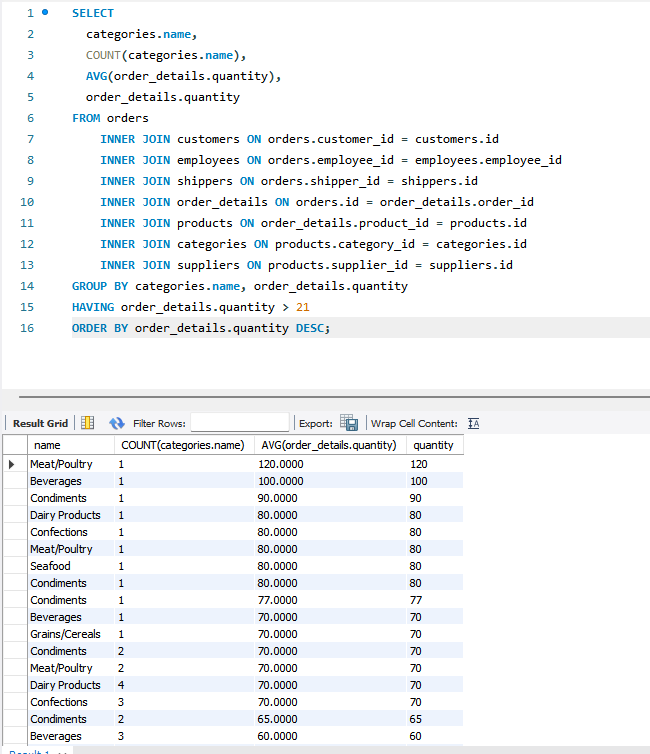 1 SELECT
2 categories.name,
3 COUNT(categories.name),
4 AVG(order_details.quantity),
5 order_details.quantity
6 FROM orders
7 INNER JOIN customers ON orders.customer_id = customers.id
8 INNER JOIN employees ON orders.employee_id = employees.employee_id
9 INNER JOIN shippers ON orders.shipper_id = shippers.id
10 INNER JOIN order_details ON orders.id = order_details.order_id
11 INNER JOIN products ON order_details.product_id = products.id
12 INNER JOIN categories ON products.category_id = categories.id
13 INNER JOIN suppliers ON products.supplier_id = suppliers.id
14 GROUP BY categories.name, order_details.quantity
15 HAVING order_details.quantity > 21
16 ORDER BY order_details.quantity DESC;
Result Grid Filter Rows: Export: Wrap Cell Content:
name COUNT(categories.name) AVG(order_details.quantity) quantity
Meat/Poultry 1 120.0000 120
Beverages 1 100.0000 100
Condiments 1 90.0000 90
Dairy Products 1 80.0000 80
Confections 1 80.0000 80
Meat/Poultry 1 80.0000 80
Seafood 1 80.0000 80
Condiments 1 80.0000 80
Condiments 1 77.0000 77
Beverages 1 70.0000 70
Grains/Cereals 1 70.0000 70
Condiments 2 70.0000 70
Meat/Poultry 2 70.0000 70
Dairy Products 4 70.0000 70
Confections 3 70.0000 70
Condiments 2 65.0000 65
Beverages 3 60.0000 60